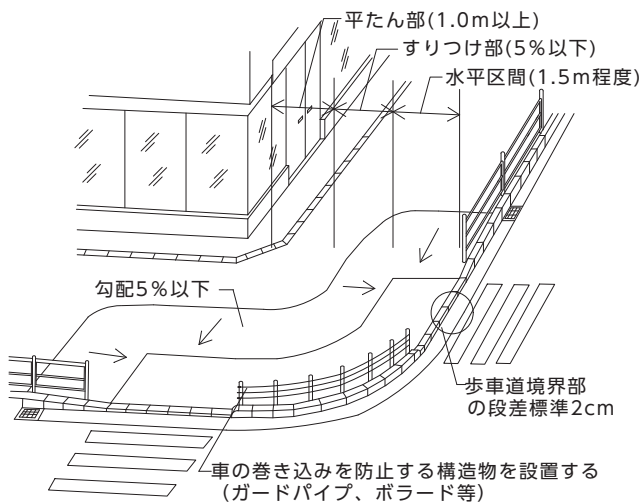 平たん部(1.0m以上)
すりつけ部(5%以下)
水平区間(1.5m程度)
勾配5%以下
歩車道境界部
の段差標準2cm
車の巻き込みを防止する構造物を設置する
（ガードパイプ、ボラード等）